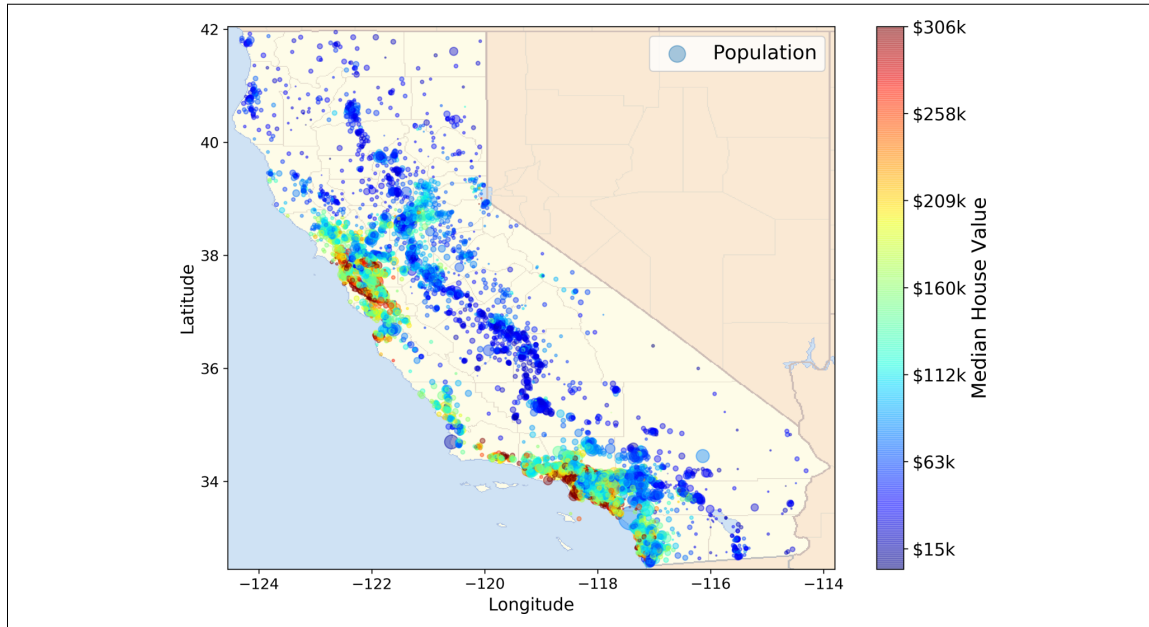 42
40
38
36
34
Latitude
−124
−122
−120
−118
−116
−114
Longitude
Population
$306k
$258k
$209k
$160k
$112k
$63k
$15k
Median House Value